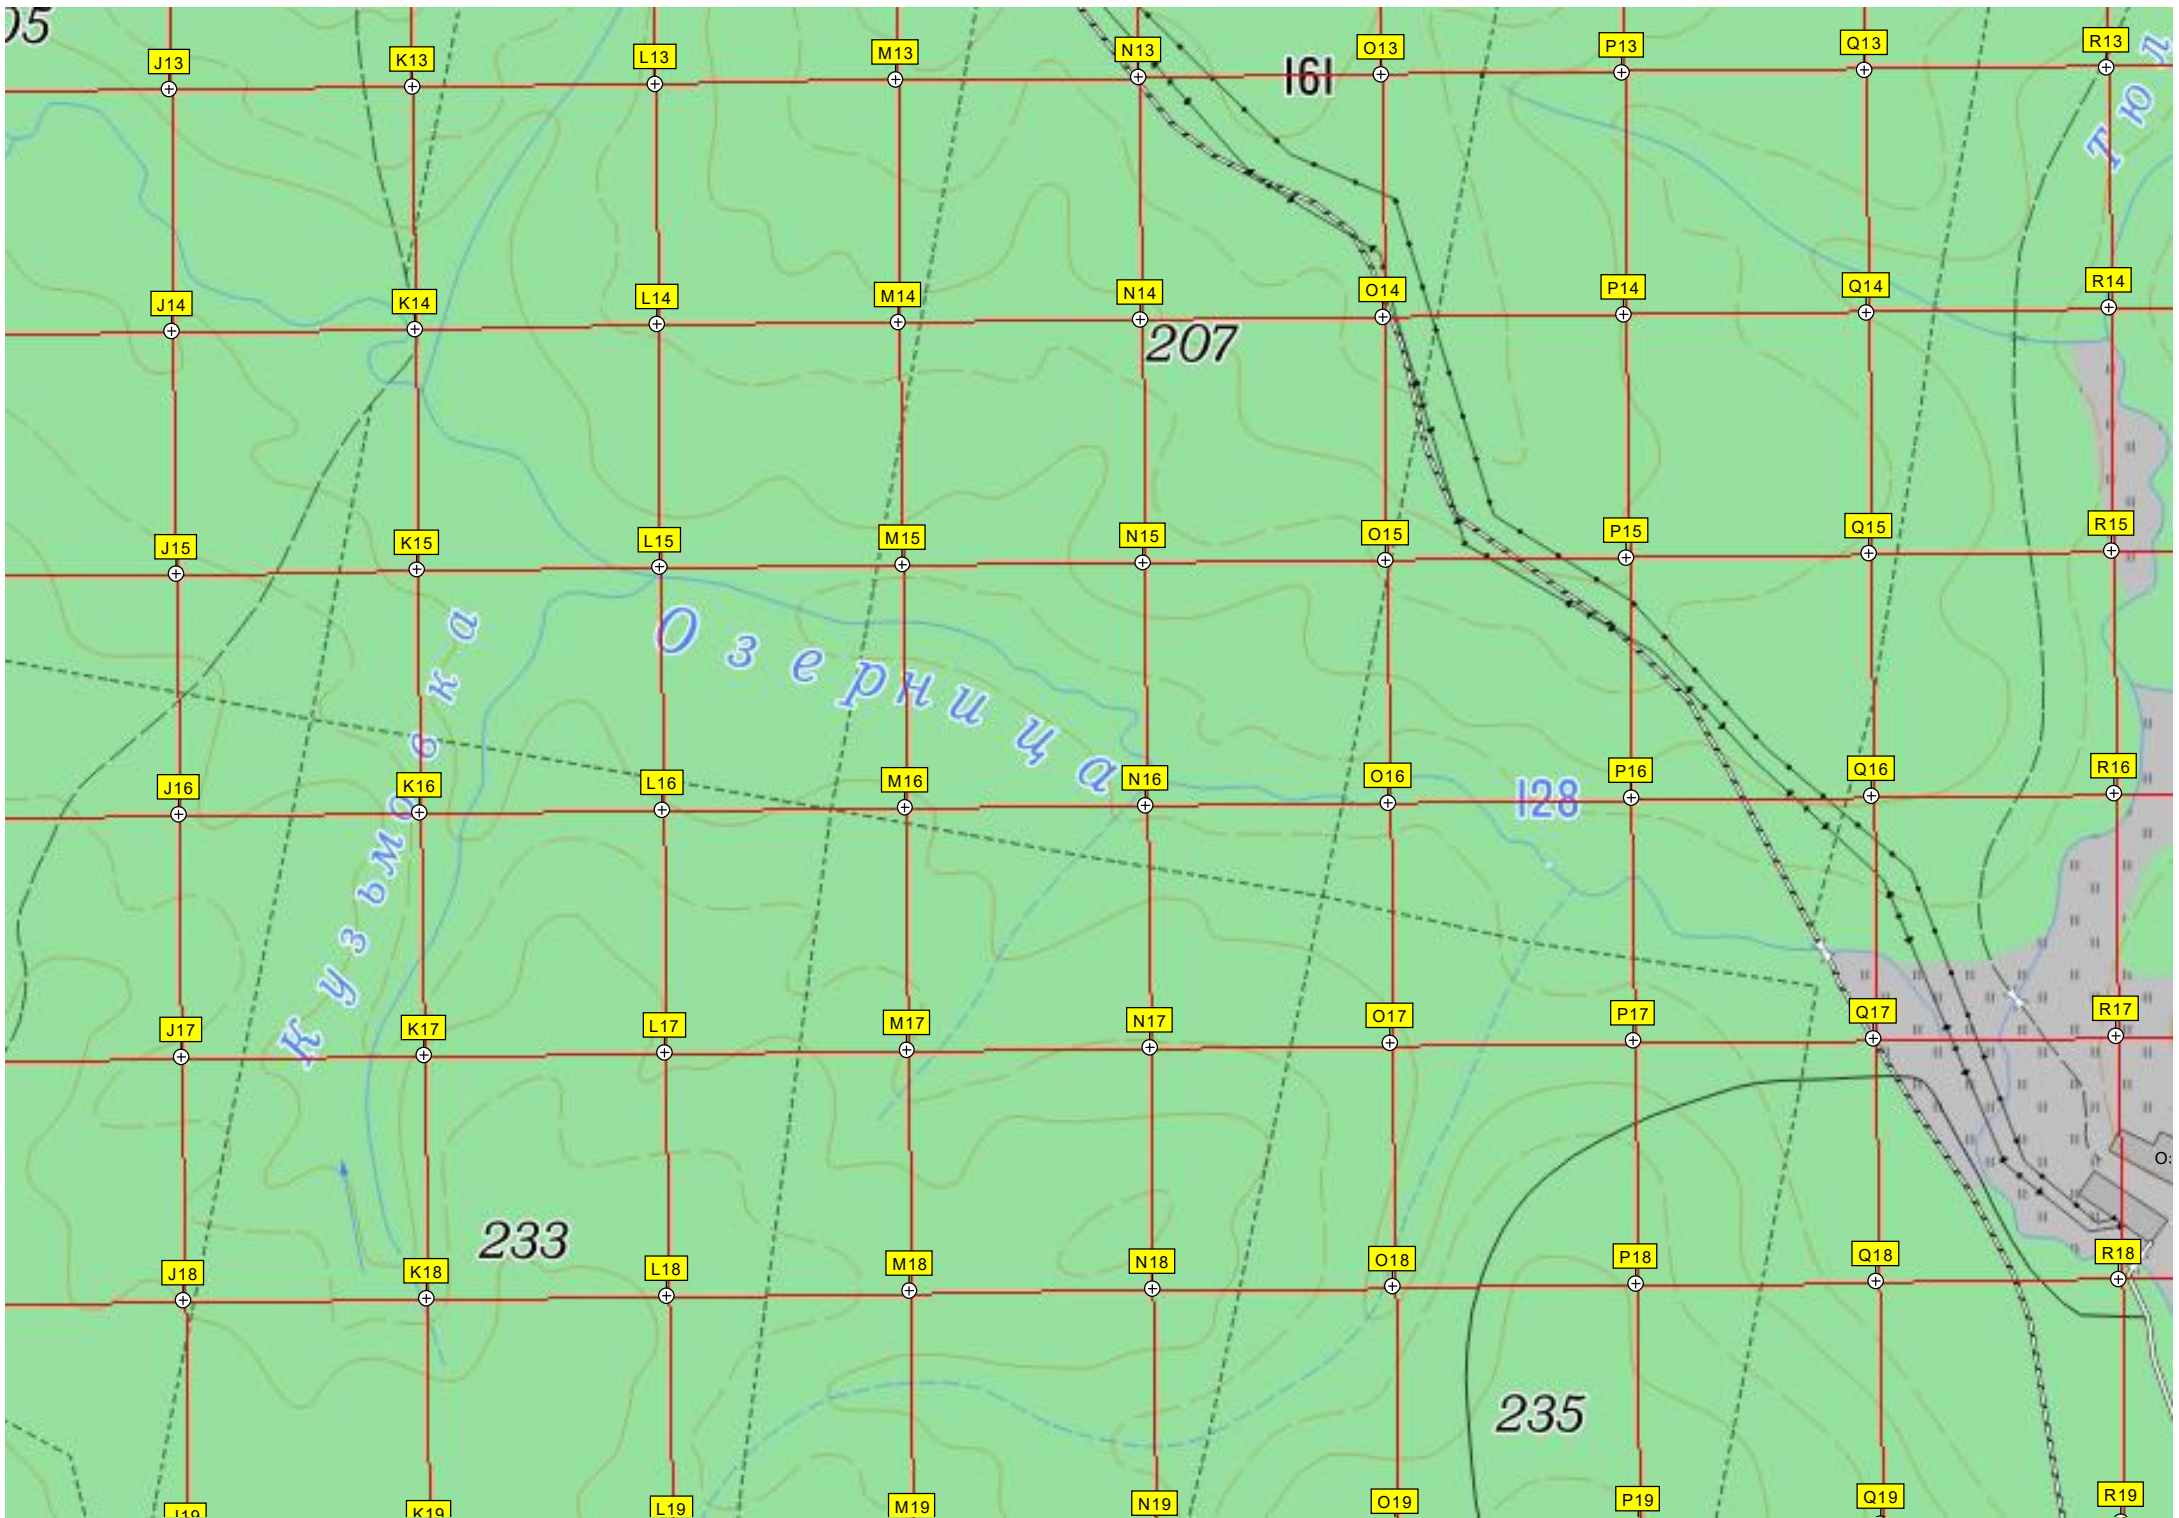 05
J13 K13 L13 M13 N13 O13 P13 Q13 R13
161
Тюл
J14 K14 L14 M14 N14 O14 P14 Q14 R14
207
J15 K15 L15 M15 N15 O15 P15 Q15 R15
Озерница
Кузьмовка
J16 K16 L16 M16 N16 O16 P16 Q16 R16
128
J17 K17 L17 M17 N17 O17 P17 Q17 R17
О:
233
J18 K18 L18 M18 N18 O18 P18 Q18 R18
235
J19 K19 L19 M19 N19 O19 P19 Q19 R19